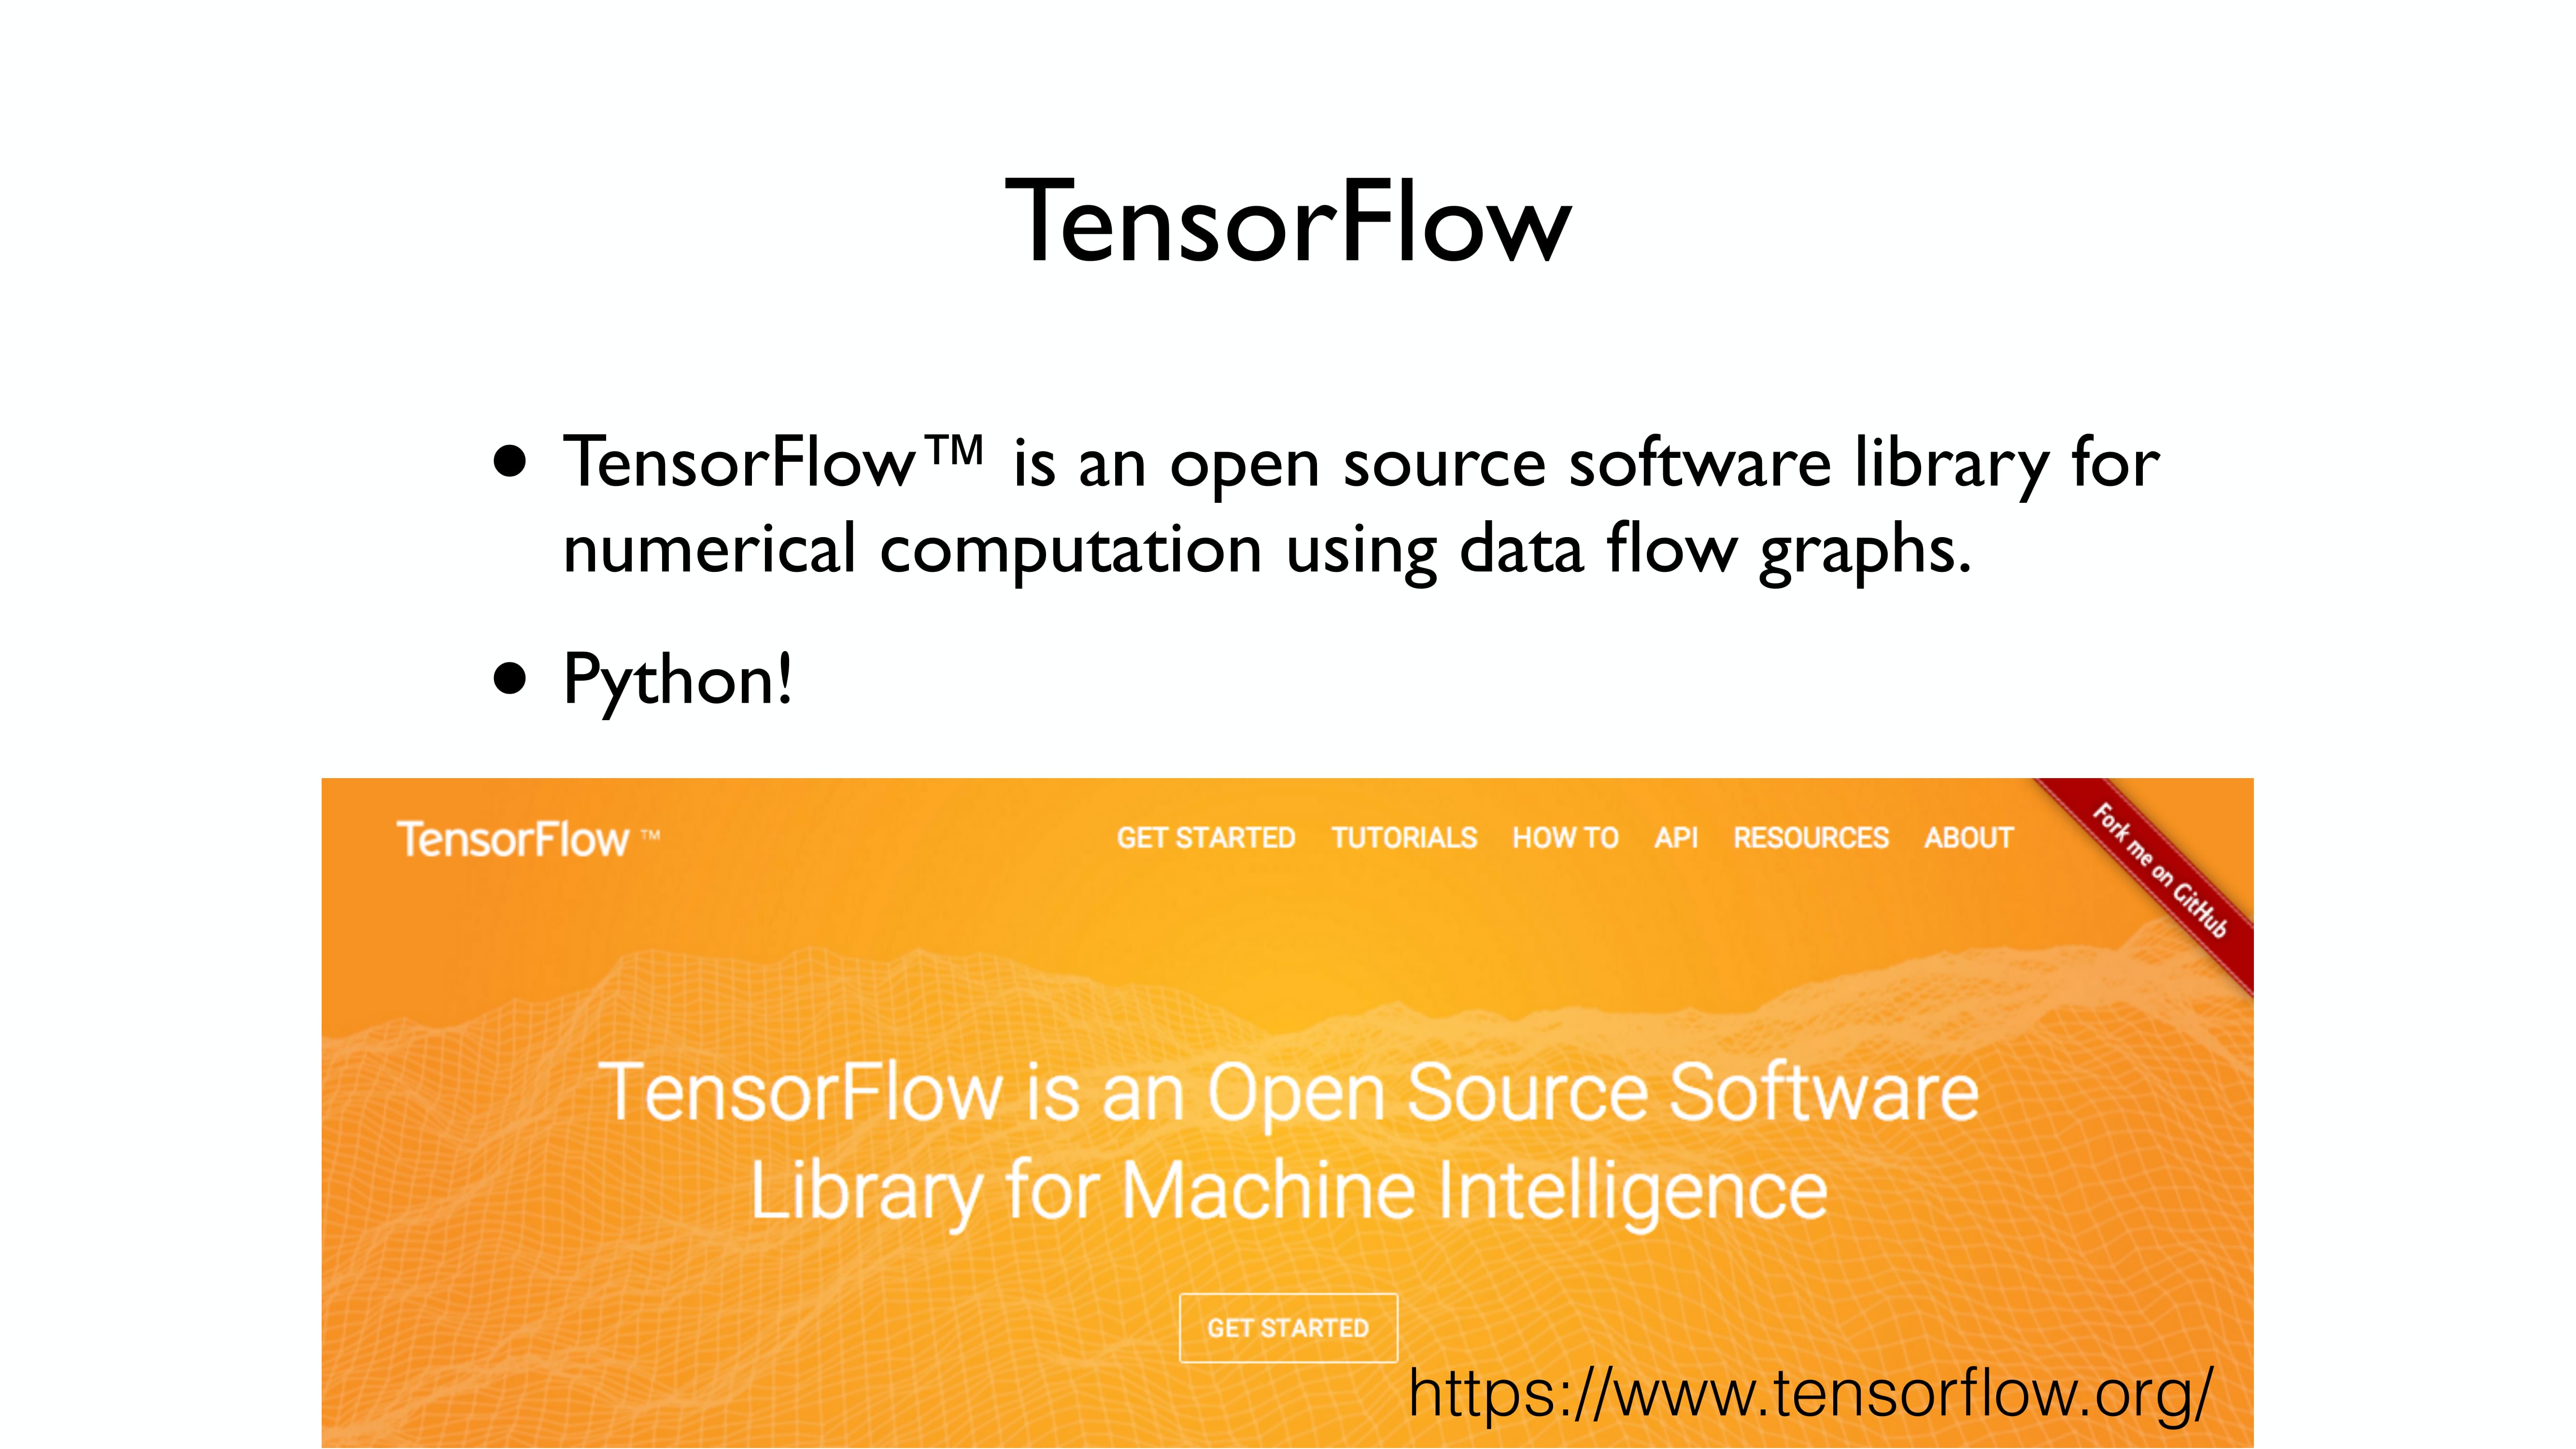 TensorFlow
• TensorFlow™ is an open source software library for
numerical computation using data flow graphs.
• Python!
TensorFlow ™
GET STARTED TUTORIALS HOW TO API RESOURCES ABOUT
Fork me on GitHub
TensorFlow is an Open Source Software
Library for Machine Intelligence
GET STARTED
https://www.tensorflow.org/